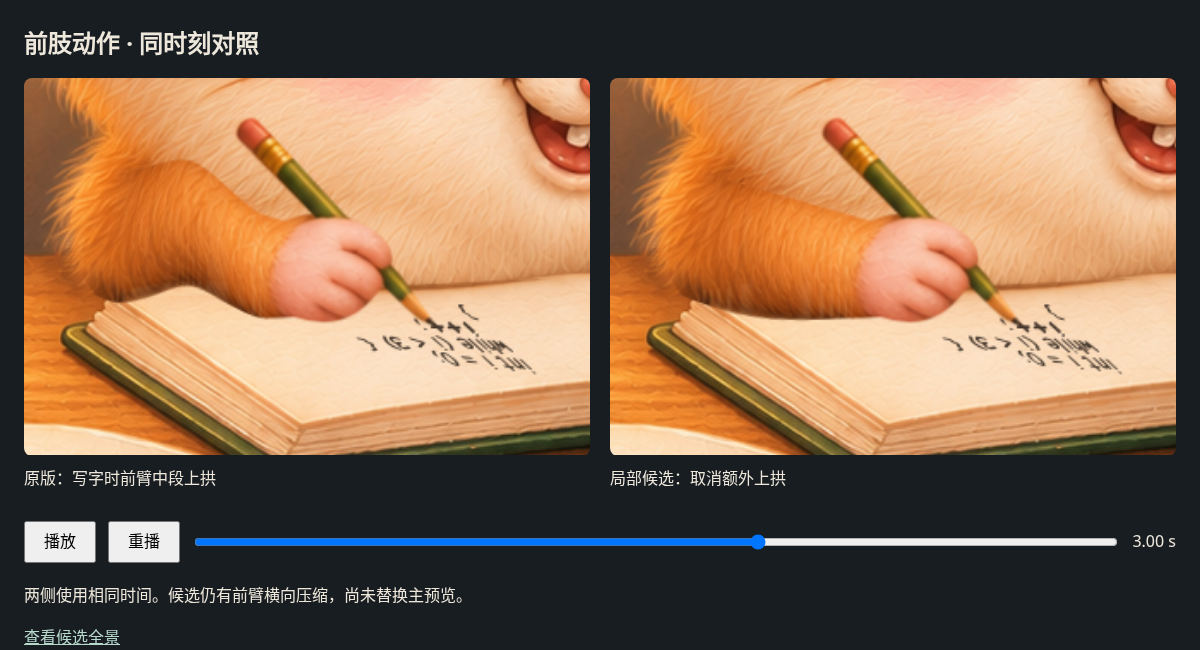 前肢动作 · 同时刻对照
原版：写字时前臂中段上拱
局部候选：取消额外上拱
播放
重播
3.00 s
两侧使用相同时间。候选仍有前臂横向压缩，尚未替换主预览。
查看候选全景